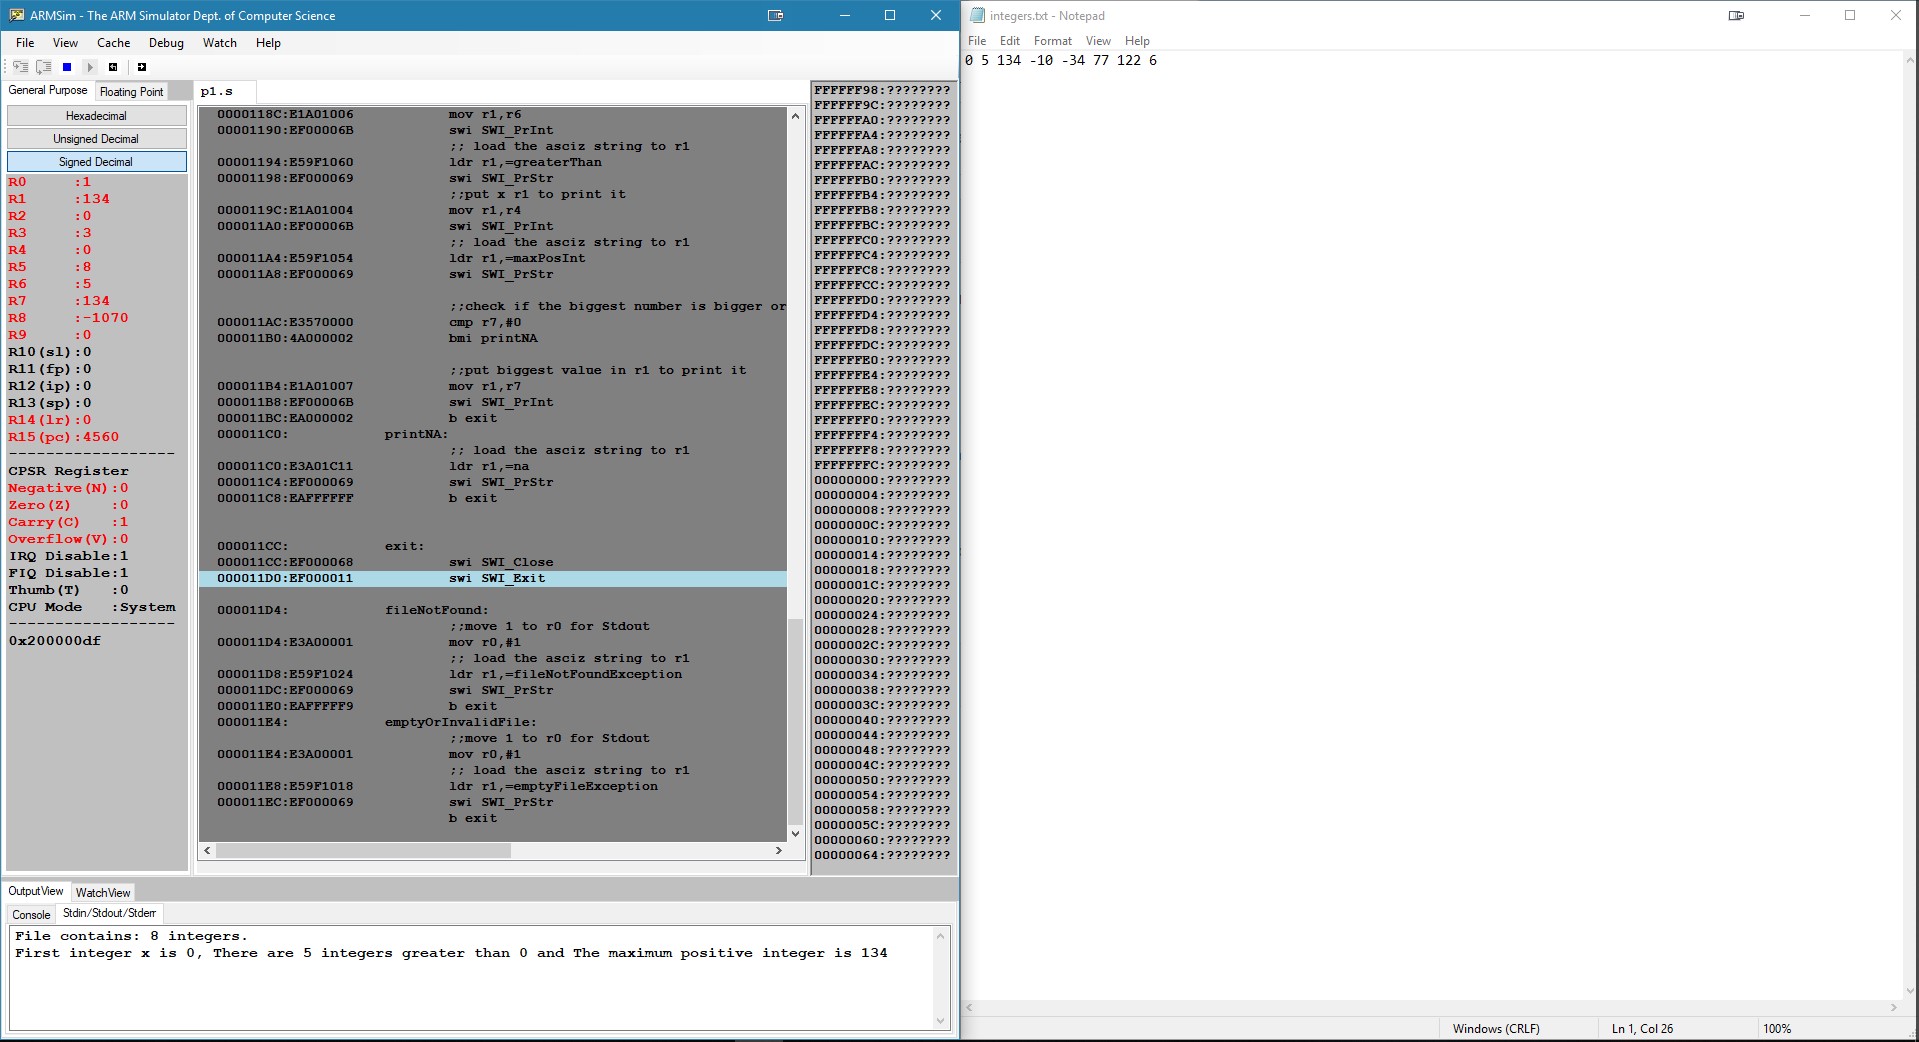 ARMSim - The ARM Simulator Dept. of Computer Science
File View Cache Debug Watch Help
General Purpose Floating Point
Hexadecimal
Unsigned Decimal
Signed Decimal
R0 :1
R1 :134
R2 :0
R3 :3
R4 :0
R5 :8
R6 :5
R7 :134
R8 :-1070
R9 :0
R10(sl):0
R11(fp):0
R12(ip):0
R13(sp):0
R14(lr):0
R15(pc):4560
------------------
CPSR Register
Negative(N):0
Zero(Z) :0
Carry(C) :1
Overflow(V):0
IRQ Disable:1
FIQ Disable:1
Thumb(T) :0
CPU Mode :System
------------------
0x200000df
p1.s
0000118C:E1A01006 mov r1,r6
00001190:EF00006B swi SWI_PrInt
;; load the asciz string to r1
00001194:E59F1060 ldr r1,=greaterThan
00001198:EF000069 swi SWI_PrStr
;;put x r1 to print it
0000119C:E1A01004 mov r1,r4
000011A0:EF00006B swi SWI_PrInt
;; load the asciz string to r1
000011A4:E59F1054 ldr r1,=maxPosInt
000011A8:EF000069 swi SWI_PrStr
;;check if the biggest number is bigger or
000011AC:E3570000 cmp r7,#0
000011B0:4A000002 bmi printNA
;;put biggest value in r1 to print it
000011B4:E1A01007 mov r1,r7
000011B8:EF00006B swi SWI_PrInt
000011BC:EA000002 b exit
000011C0: printNA:
;; load the asciz string to r1
000011C0:E3A01C11 ldr r1,=na
000011C4:EF000069 swi SWI_PrStr
000011C8:EAFFFFFF b exit
000011CC: exit:
000011CC:EF000068 swi SWI_Close
000011D0:EF000011 swi SWI_Exit
000011D4: fileNotFound:
;;move 1 to r0 for Stdout
000011D4:E3A00001 mov r0,#1
;; load the asciz string to r1
000011D8:E59F1024 ldr r1,=fileNotFoundException
000011DC:EF000069 swi SWI_PrStr
000011E0:EAFFFFF9 b exit
000011E4: emptyOrInvalidFile:
;;move 1 to r0 for Stdout
000011E4:E3A00001 mov r0,#1
;; load the asciz string to r1
000011E8:E59F1018 ldr r1,=emptyFileException
000011EC:EF000069 swi SWI_PrStr
b exit
FFFFFF98:????????
FFFFFF9C:????????
FFFFFFA0:????????
FFFFFFA4:????????
FFFFFFA8:????????
FFFFFFAC:????????
FFFFFFB0:????????
FFFFFFB4:????????
FFFFFFB8:????????
FFFFFFBC:????????
FFFFFFC0:????????
FFFFFFC4:????????
FFFFFFC8:????????
FFFFFFCC:????????
FFFFFFD0:????????
FFFFFFD4:????????
FFFFFFD8:????????
FFFFFFDC:????????
FFFFFFE0:????????
FFFFFFE4:????????
FFFFFFE8:????????
FFFFFFEC:????????
FFFFFFF0:????????
FFFFFFF4:????????
FFFFFFF8:????????
FFFFFFFC:????????
00000000:????????
00000004:????????
00000008:????????
0000000C:????????
00000010:????????
00000014:????????
00000018:????????
0000001C:????????
00000020:????????
00000024:????????
00000028:????????
0000002C:????????
00000030:????????
00000034:????????
00000038:????????
0000003C:????????
00000040:????????
00000044:????????
00000048:????????
0000004C:????????
00000050:????????
00000054:????????
00000058:????????
0000005C:????????
00000060:????????
00000064:????????
OutputView WatchView
Console Stdin/Stdout/Stderr
File contains: 8 integers.
First integer x is 0, There are 5 integers greater than 0 and The maximum positive integer is 134
integers.txt - Notepad
File Edit Format View Help
0 5 134 -10 -34 77 122 6
Windows (CRLF) Ln 1, Col 26 100%